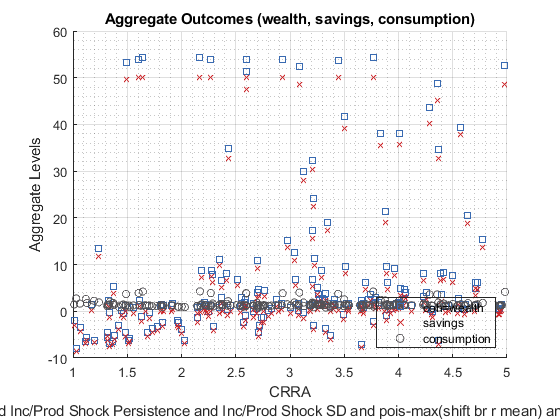 Aggregate Outcomes (wealth, savings, consumption)
60
50
40
30
20
10
0
-10
Aggregate Levels
1
1.5
2
2.5
3
3.5
4
4.5
5
wealth
savings
consumption
CRRA
d Inc/Prod Shock Persistence and Inc/Prod Shock SD and pois-max(shift br r mean) an